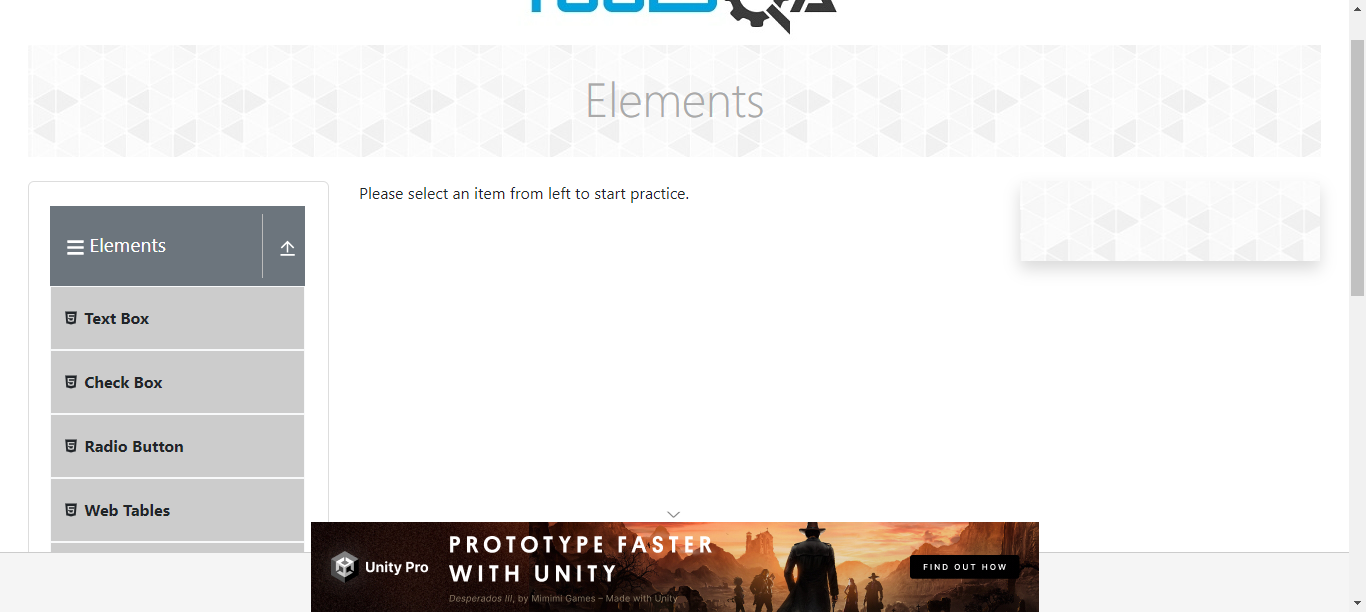 Elements
Please select an item from left to start practice.
Elements
Text Box
Check Box
Radio Button
Web Tables
PROTOTYPE FASTER
WITH UNITY
Unity Pro
FIND OUT HOW
Desperados III, by Mimimi Games – Made with Unity